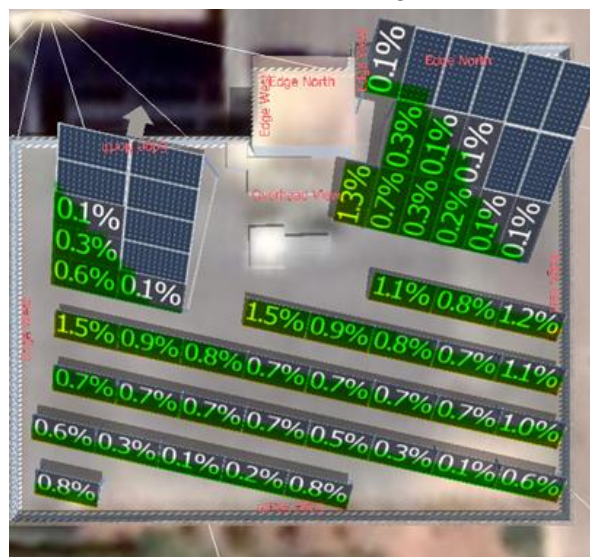 0.1%
Edge North
Edge North
Edge West
0.3% 0.1% 0.1%
Edge North
1.3% 0.7% 0.3% 0.2% 0.1% 0.1%
Overhead View
0.1%
0.3%
0.6% 0.1%
1.1% 0.8% 1.2%
1.5% 0.9% 0.8% 0.7% 1.1%
1.5% 0.9% 0.8% 0.7% 0.7% 0.7% 0.7% 1.0%
0.7% 0.7% 0.7% 0.7% 0.5% 0.3% 0.1% 0.6%
0.6% 0.3% 0.1% 0.2% 0.8%
0.8%